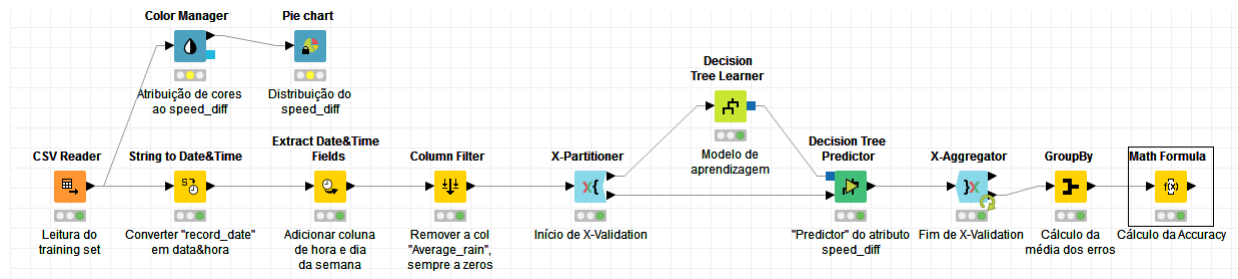 Color Manager
Pie chart
Atribuição de cores
ao speed_diff
Distribuição do
speed_diff
Decision
Tree Learner
Modelo de
aprendizagem
CSV Reader
Leitura do
training set
String to Date&Time
S
Converter "record_date"
em data&hora
Extract Date&Time
Fields
Adicionar coluna
de hora e dia
da semana
Column Filter
Remover a col
"Average_rain",
sempre a zeros
X-Partitioner
X{
Início de X-Validation
Decision Tree
Predictor
"Predictor" do atributo
speed_diff
X-Aggregator
}X
Fim de X-Validation
GroupBy
Cálculo da
média dos erros
Math Formula
f(x)
Cálculo da Accuracy